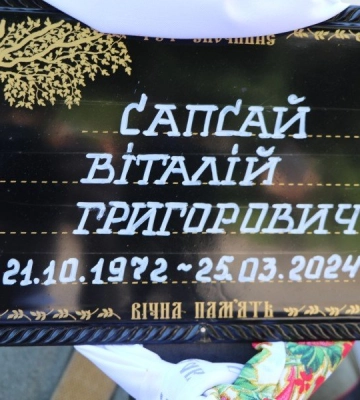 САПСАЙ
ВІТАЛІЙ
ГРИГОРОВИЧ
21.10.1972 ~ 25.03.2024
ВІЧНА ПАМ'ЯТЬ